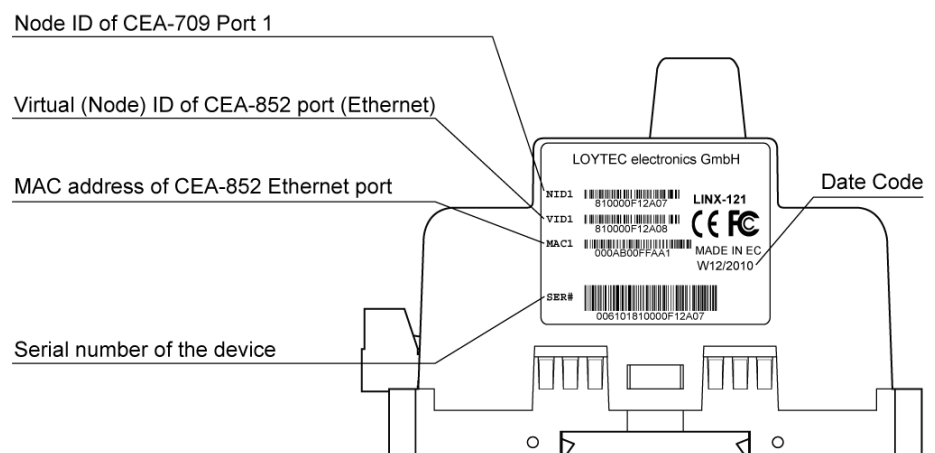 Node ID of CEA-709 Port 1
Virtual (Node) ID of CEA-852 port (Ethernet)
MAC address of CEA-852 Ethernet port
Serial number of the device
Date Code
LOYTEC electronics GmbH
NID1
810000F12A07
VID1
810000F12A08
MAC1
000AB00FFAA1
SER#
006101810000F12A07
LINX-121
CE FC
MADE IN EC
W12/2010